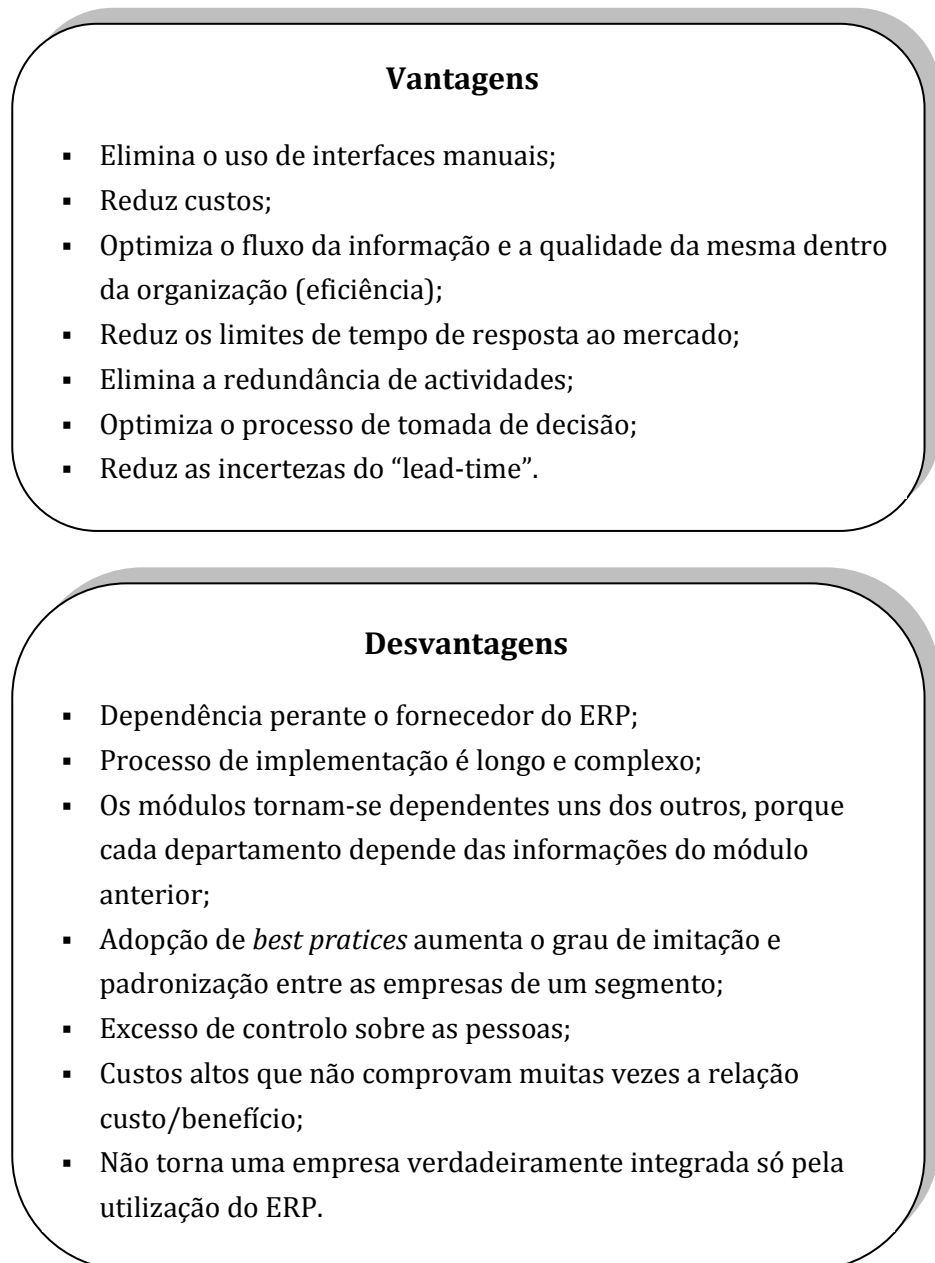 Vantagens
▪ Elimina o uso de interfaces manuais;
▪ Reduz custos;
▪ Optimiza o fluxo da informação e a qualidade da mesma dentro
da organização (eficiência);
▪ Reduz os limites de tempo de resposta ao mercado;
▪ Elimina a redundância de actividades;
▪ Optimiza o processo de tomada de decisão;
▪ Reduz as incertezas do “lead-time”.
Desvantagens
▪ Dependência perante o fornecedor do ERP;
▪ Processo de implementação é longo e complexo;
▪ Os módulos tornam-se dependentes uns dos outros, porque
cada departamento depende das informações do módulo
anterior;
▪ Adopção de best pratices aumenta o grau de imitação e
padronização entre as empresas de um segmento;
▪ Excesso de controlo sobre as pessoas;
▪ Custos altos que não comprovam muitas vezes a relação
custo/benefício;
▪ Não torna uma empresa verdadeiramente integrada só pela
utilização do ERP.